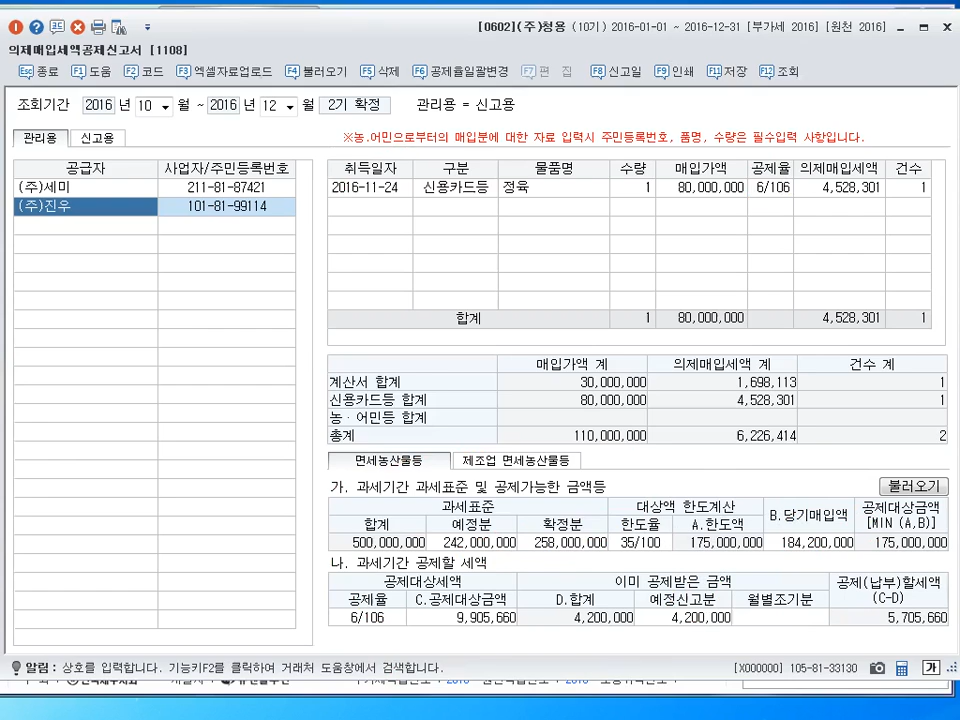 [0602](주)청용 (10기) 2016-01-01 ~ 2016-12-31 [부가세 2016] [원천 2016]
의제매입세액공제신고서 [1108]
Esc 종료 F1 도움 F2 코드 F3 엑셀자료업로드 F4 불러오기 F5 삭제 F6 공제율일괄변경 F7 편 집 F8 신고일 F9 인쇄 F11 저장 F12 조회
조회기간 2016 년 10 월 ~ 2016 년 12 월 2기 확정 관리용 = 신고용
관리용 신고용 ※농.어민으로부터의 매입분에 대한 자료 입력시 주민등록번호, 품명, 수량은 필수입력 사항입니다.
공급자 사업자/주민등록번호 취득일자 구분 물품명 수량 매입가액 공제율 의제매입세액 건수
(주)세미 211-81-87421 2016-11-24 신용카드등 정육 1 80,000,000 6/106 4,528,301 1
(주)진우 101-81-99114
합계 1 80,000,000 4,528,301 1
매입가액 계 의제매입세액 계 건수 계
계산서 합계 30,000,000 1,698,113 1
신용카드등 합계 80,000,000 4,528,301 1
농·어민등 합계
총계 110,000,000 6,226,414 2
면세농산물등 제조업 면세농산물등
가. 과세기간 과세표준 및 공제가능한 금액등 불러오기
과세표준 대상액 한도계산 B.당기매입액 공제대상금액
합계 예정분 확정분 한도율 A.한도액 [MIN (A,B)]
500,000,000 242,000,000 258,000,000 35/100 175,000,000 184,200,000 175,000,000
나. 과세기간 공제할 세액
공제대상세액 이미 공제받은 금액 공제(납부)할세액
공제율 C.공제대상금액 D.합계 예정신고분 월별조기분 (C-D)
6/106 9,905,660 4,200,000 4,200,000 5,705,660
알림 : 상호를 입력합니다. 기능키F2를 클릭하여 거래처 도움창에서 검색합니다. [X00000] 105-81-33130 가